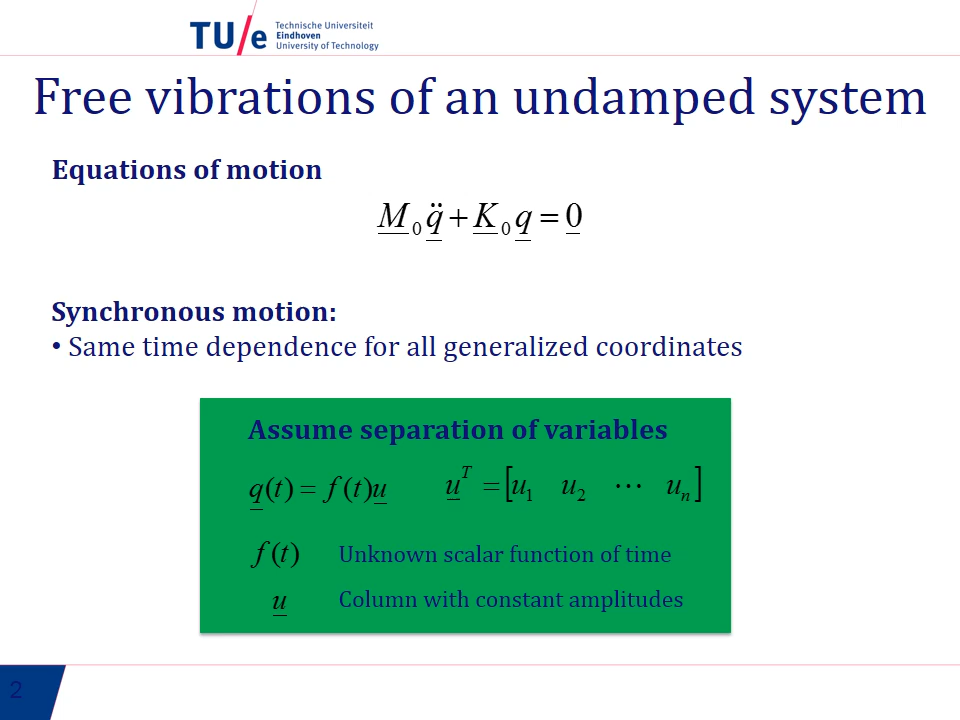 TU/e Technische Universiteit
Eindhoven
University of Technology
Free vibrations of an undamped system
Equations of motion
M₀q̈ + K₀q = 0
Synchronous motion:
• Same time dependence for all generalized coordinates
Assume separation of variables
q(t) = f(t)u uᵀ = [u₁ u₂ ⋯ uₙ]
f(t) Unknown scalar function of time
u Column with constant amplitudes
2